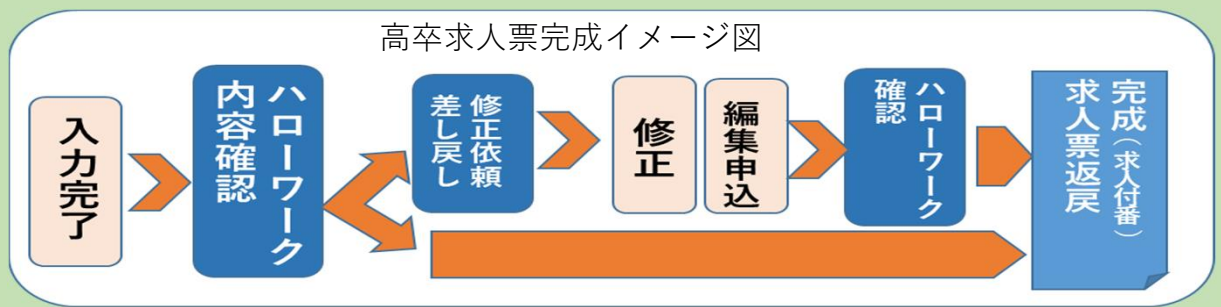 高卒求人票完成イメージ図
入力完了
ハローワーク
内容確認
修正依頼
差し戻し
修正
編集申込
ハローワーク
確認
完成（求人付番）
求人票返戻